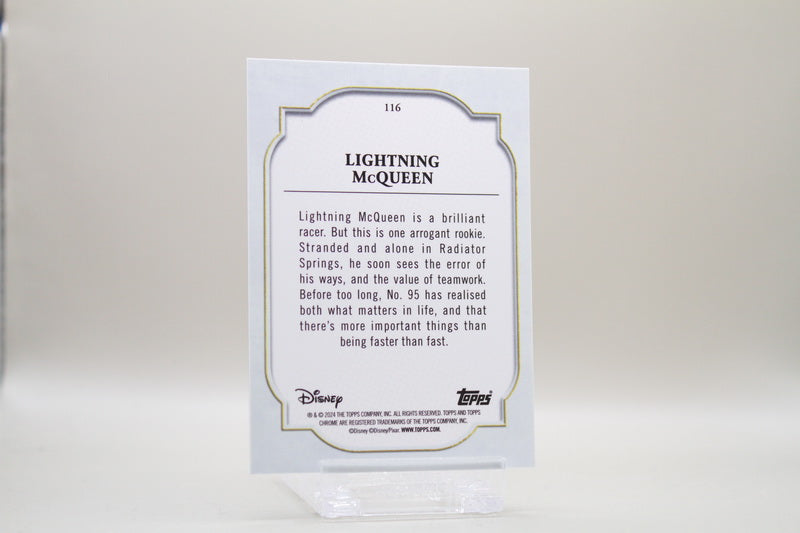 116
LIGHTNING
McQUEEN
Lightning McQueen is a brilliant
racer. But this is one arrogant rookie.
Stranded and alone in Radiator
Springs, he soon sees the error of
his ways, and the value of teamwork.
Before too long, No. 95 has realised
both what matters in life, and that
there's more important things than
being faster than fast.
Disney Topps
® & © 2024 THE TOPPS COMPANY, INC. ALL RIGHTS RESERVED. TOPPS AND TOPPS
CHROME ARE REGISTERED TRADEMARKS OF THE TOPPS COMPANY, INC.
©Disney ©Disney/Pixar. WWW.TOPPS.COM.